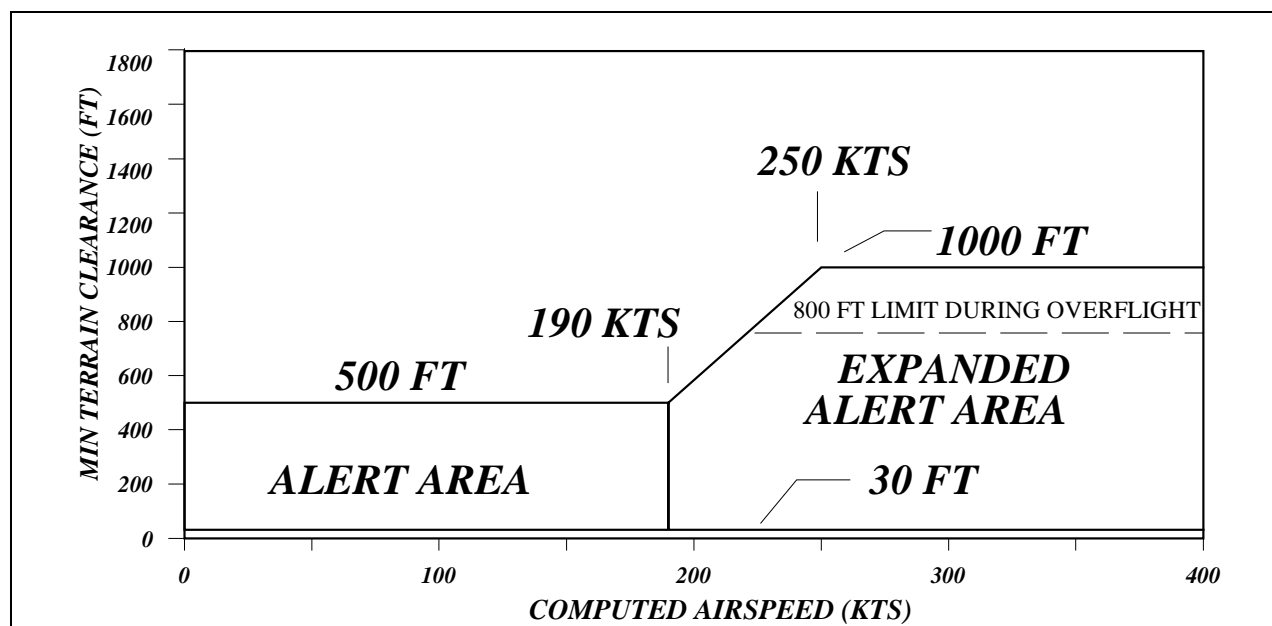 MIN TERRAIN CLEARANCE (FT)
1800
1600
1400
1200
1000
800
600
400
200
0
250 KTS
1000 FT
800 FT LIMIT DURING OVERFLIGHT
190 KTS
500 FT
EXPANDED
ALERT AREA
ALERT AREA
30 FT
0
100
200
300
400
COMPUTED AIRSPEED (KTS)